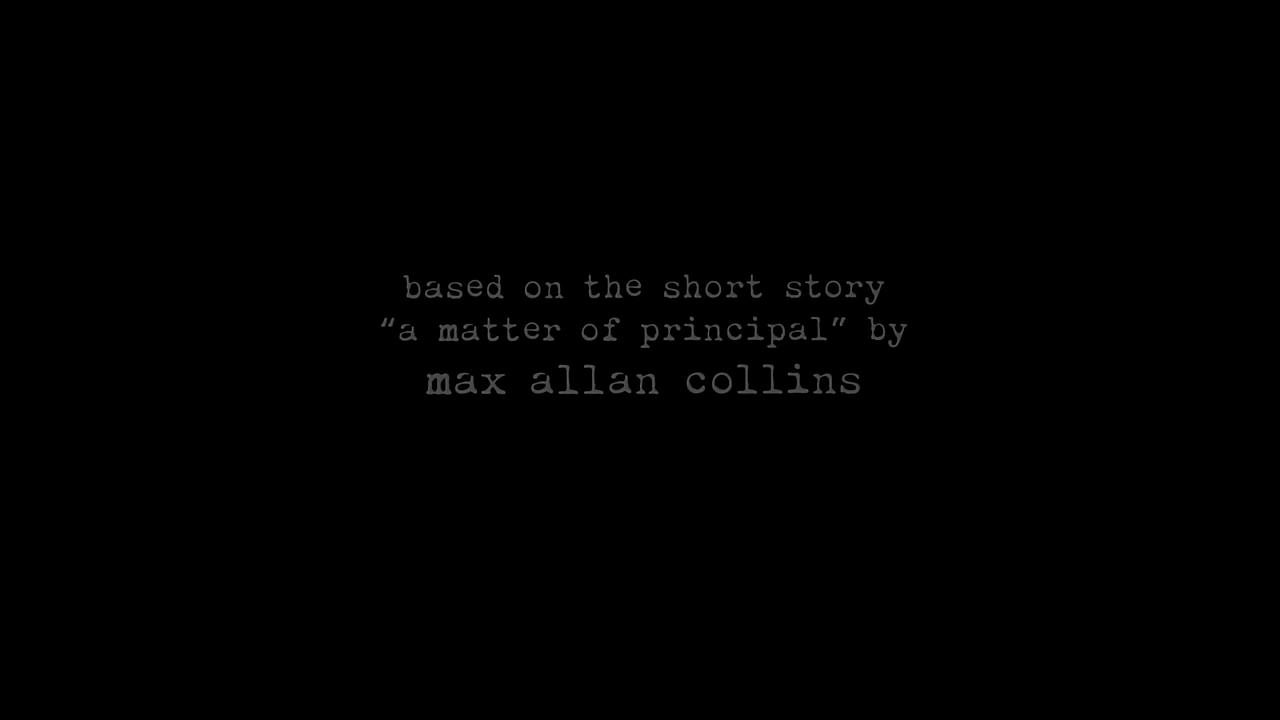 based on the short story
“a matter of principal” by
max allan collins